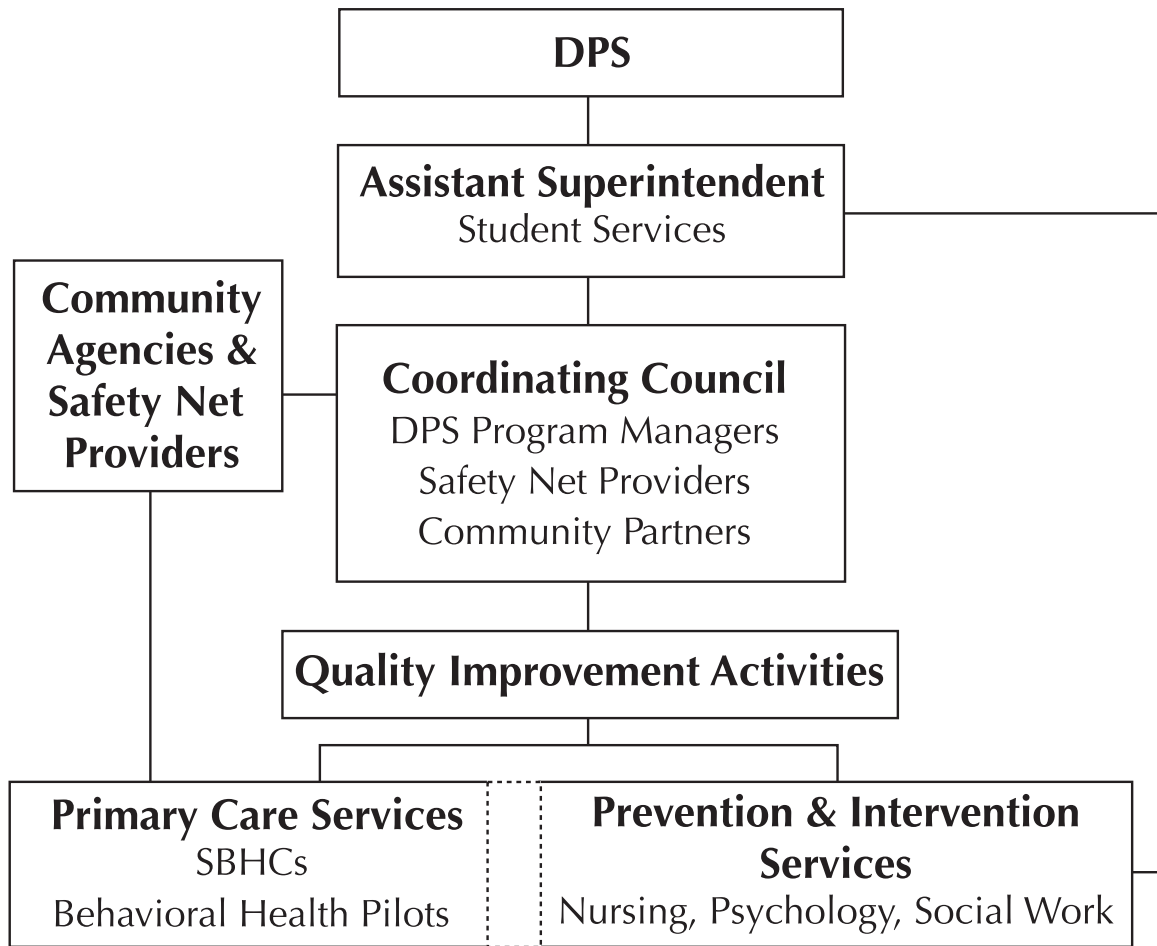 DPS
Assistant Superintendent
Student Services
Community
Agencies &
Safety Net
Providers
Coordinating Council
DPS Program Managers
Safety Net Providers
Community Partners
Quality Improvement Activities
Primary Care Services
SBHCs
Behavioral Health Pilots
Prevention & Intervention
Services
Nursing, Psychology, Social Work